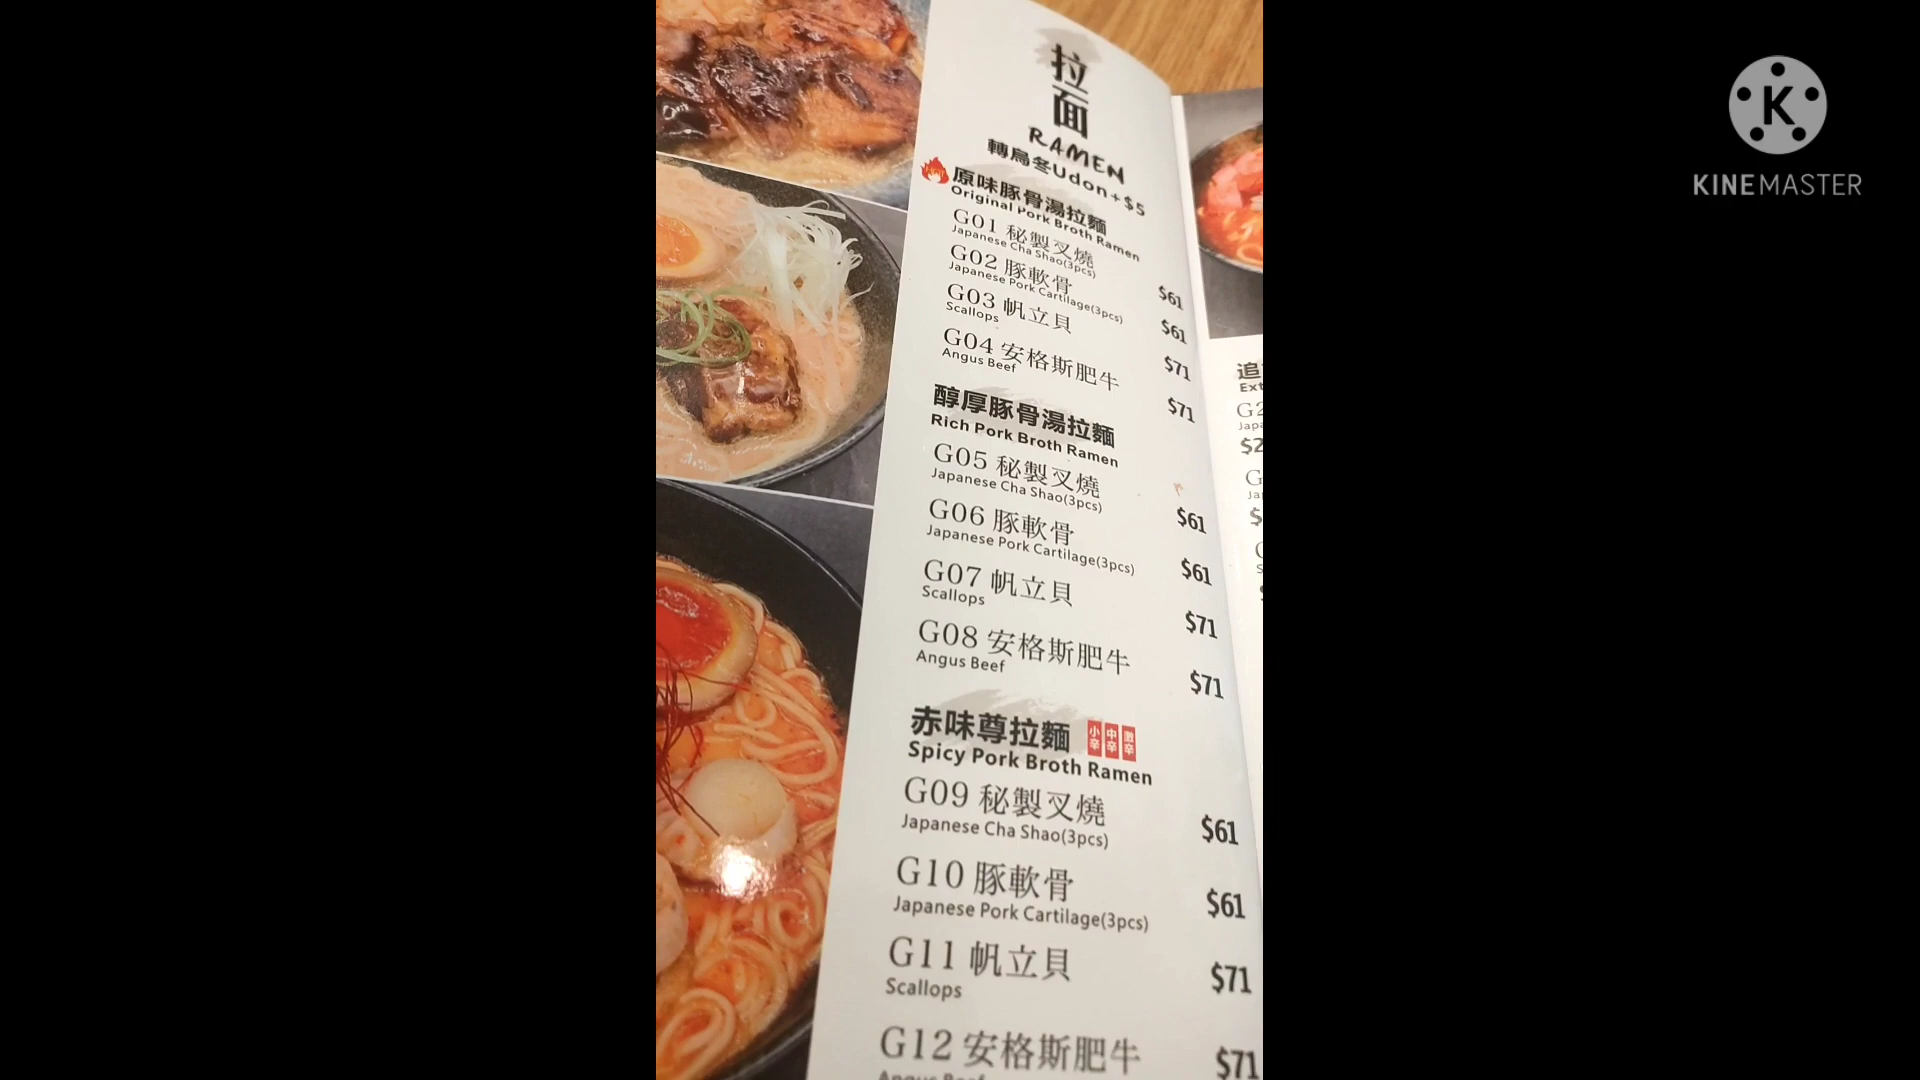 拉面
RAMEN
轉烏冬Udon+$5
原味豚骨湯拉麵
Original Pork Broth Ramen
G01 秘製叉燒
Japanese Cha Shao(3pcs)
$61
G02 豚軟骨
Japanese Pork Cartilage(3pcs)
$61
G03 帆立貝
Scallops
$71
G04 安格斯肥牛
Angus Beef
$71
醇厚豚骨湯拉麵
Rich Pork Broth Ramen
G05 秘製叉燒
Japanese Cha Shao(3pcs)
$61
G06 豚軟骨
Japanese Pork Cartilage(3pcs)
$61
G07 帆立貝
Scallops
$71
G08 安格斯肥牛
Angus Beef
$71
赤味尊拉麵 小辛 中辛 激辛
Spicy Pork Broth Ramen
G09 秘製叉燒
Japanese Cha Shao(3pcs)
$61
G10 豚軟骨
Japanese Pork Cartilage(3pcs)
$61
G11 帆立貝
Scallops
$71
G12 安格斯肥牛
Angus Beef
$71
追
K
KINEMASTER